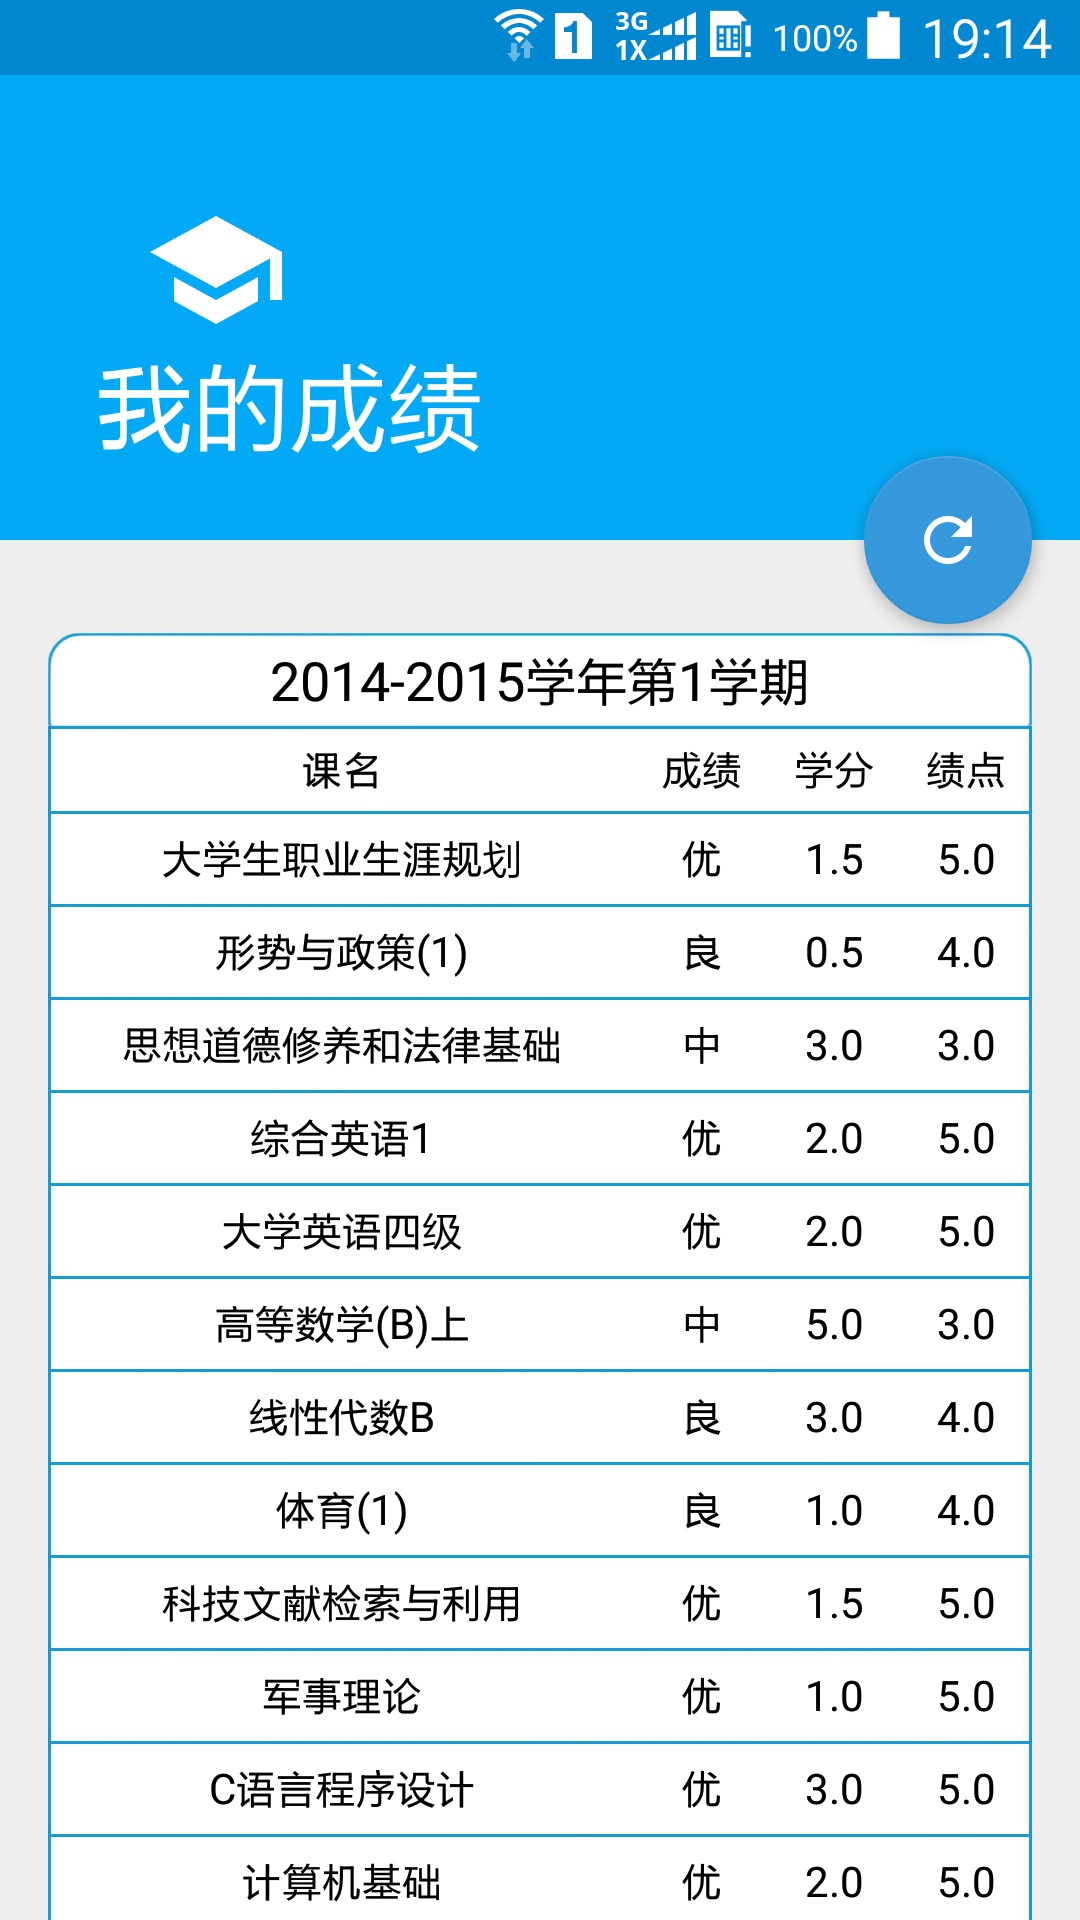 3G
1X
1
100%
19:14
我的成绩
2014-2015学年第1学期
课名 成绩 学分 绩点
大学生职业生涯规划 优 1.5 5.0
形势与政策(1) 良 0.5 4.0
思想道德修养和法律基础 中 3.0 3.0
综合英语1 优 2.0 5.0
大学英语四级 优 2.0 5.0
高等数学(B)上 中 5.0 3.0
线性代数B 良 3.0 4.0
体育(1) 良 1.0 4.0
科技文献检索与利用 优 1.5 5.0
军事理论 优 1.0 5.0
C语言程序设计 优 3.0 5.0
计算机基础 优 2.0 5.0